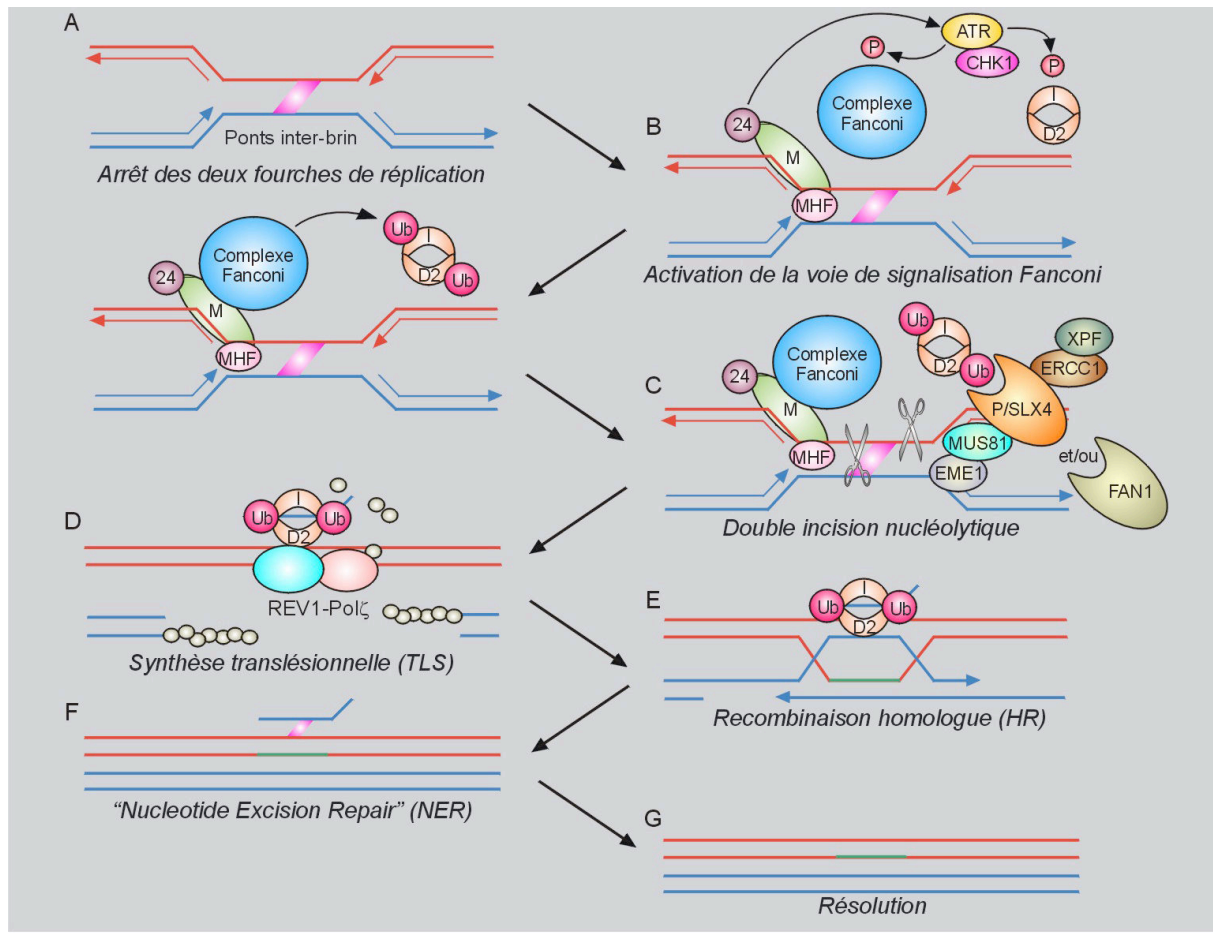 A
Ponts inter-brin
Arrêt des deux fourches de réplication
ATR
P
CHK1
P
Complexe
Fanconi
I
D2
B
24
M
MHF
Activation de la voie de signalisation Fanconi
Complexe
Fanconi
Ub
I
D2
Ub
24
M
MHF
C
Complexe
Fanconi
24
M
MHF
Ub
I
D2
Ub
XPF
ERCC1
P/SLX4
MUS81
EME1
et/ou
FAN1
Double incision nucléolytique
D
I
Ub
Ub
D2
REV1-Polζ
Synthèse translésionnelle (TLS)
E
I
Ub
Ub
D2
Recombinaison homologue (HR)
F
“Nucleotide Excision Repair” (NER)
G
Résolution